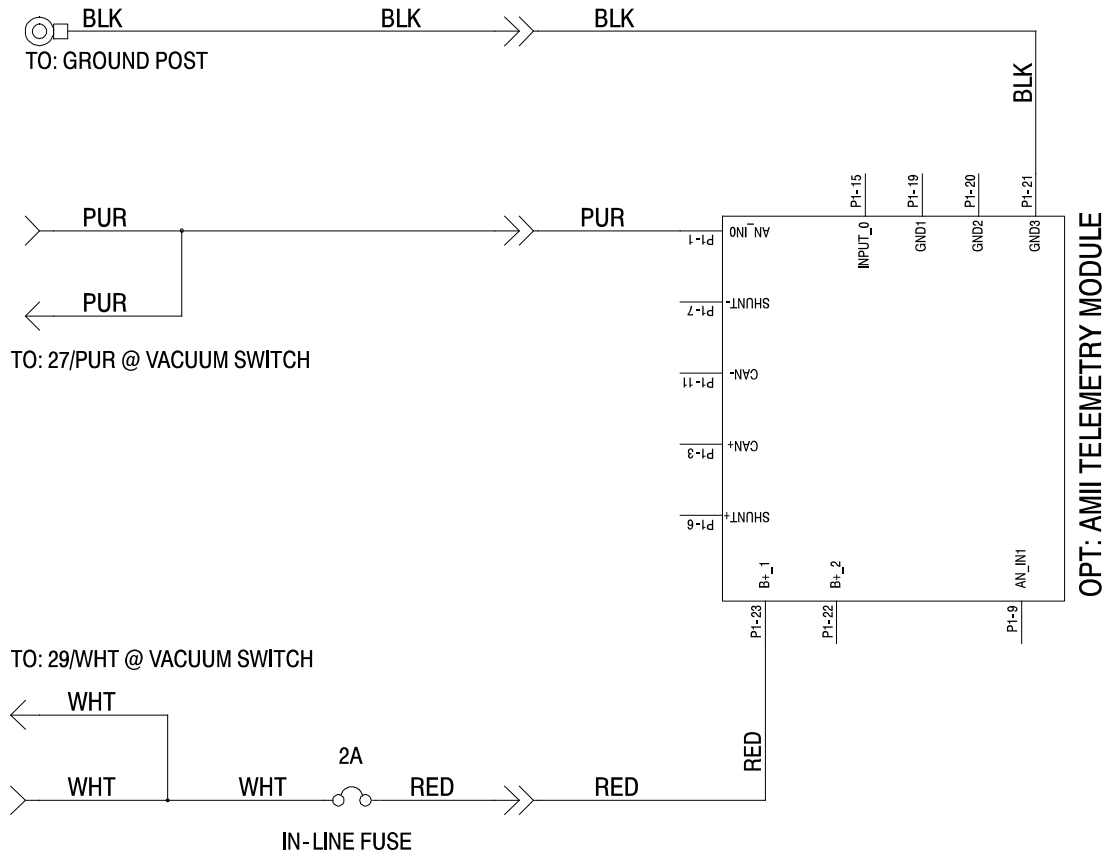 BLK
BLK
BLK
TO: GROUND POST
BLK
PUR
PUR
PUR
TO: 27/PUR @ VACUUM SWITCH
P1-15
P1-19
P1-20
P1-21
INPUT_0
GND1
GND2
GND3
P1-1
AN_IN0
P1-7
SHUNT-
P1-11
CAN-
P1-3
CAN+
P1-6
SHUNT+
B+_1
B+_2
AN_IN1
P1-23
P1-22
P1-9
OPT: AMII TELEMETRY MODULE
TO: 29/WHT @ VACUUM SWITCH
WHT
WHT
WHT
2A
RED
RED
RED
IN-LINE FUSE